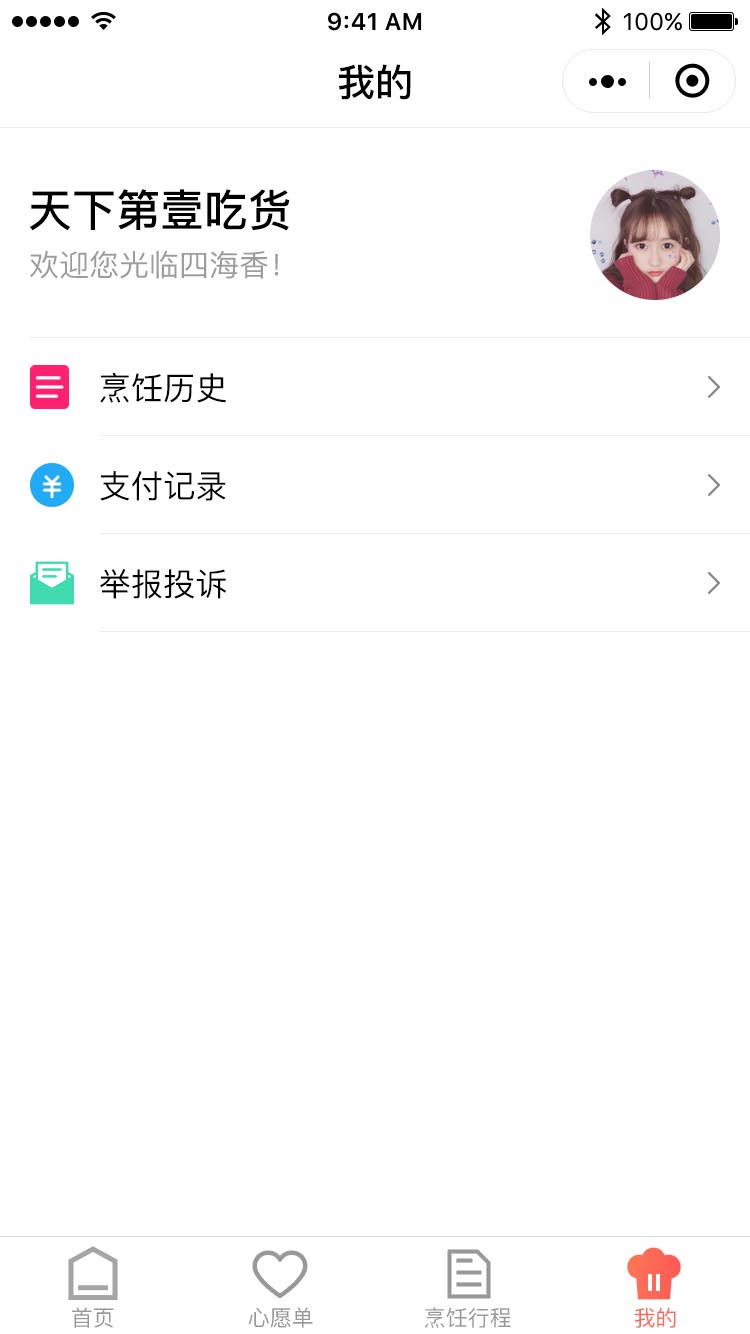 9:41 AM
100%
我的
天下第壹吃货
欢迎您光临四海香!
烹饪历史
支付记录
举报投诉
首页
心愿单
烹饪行程
我的